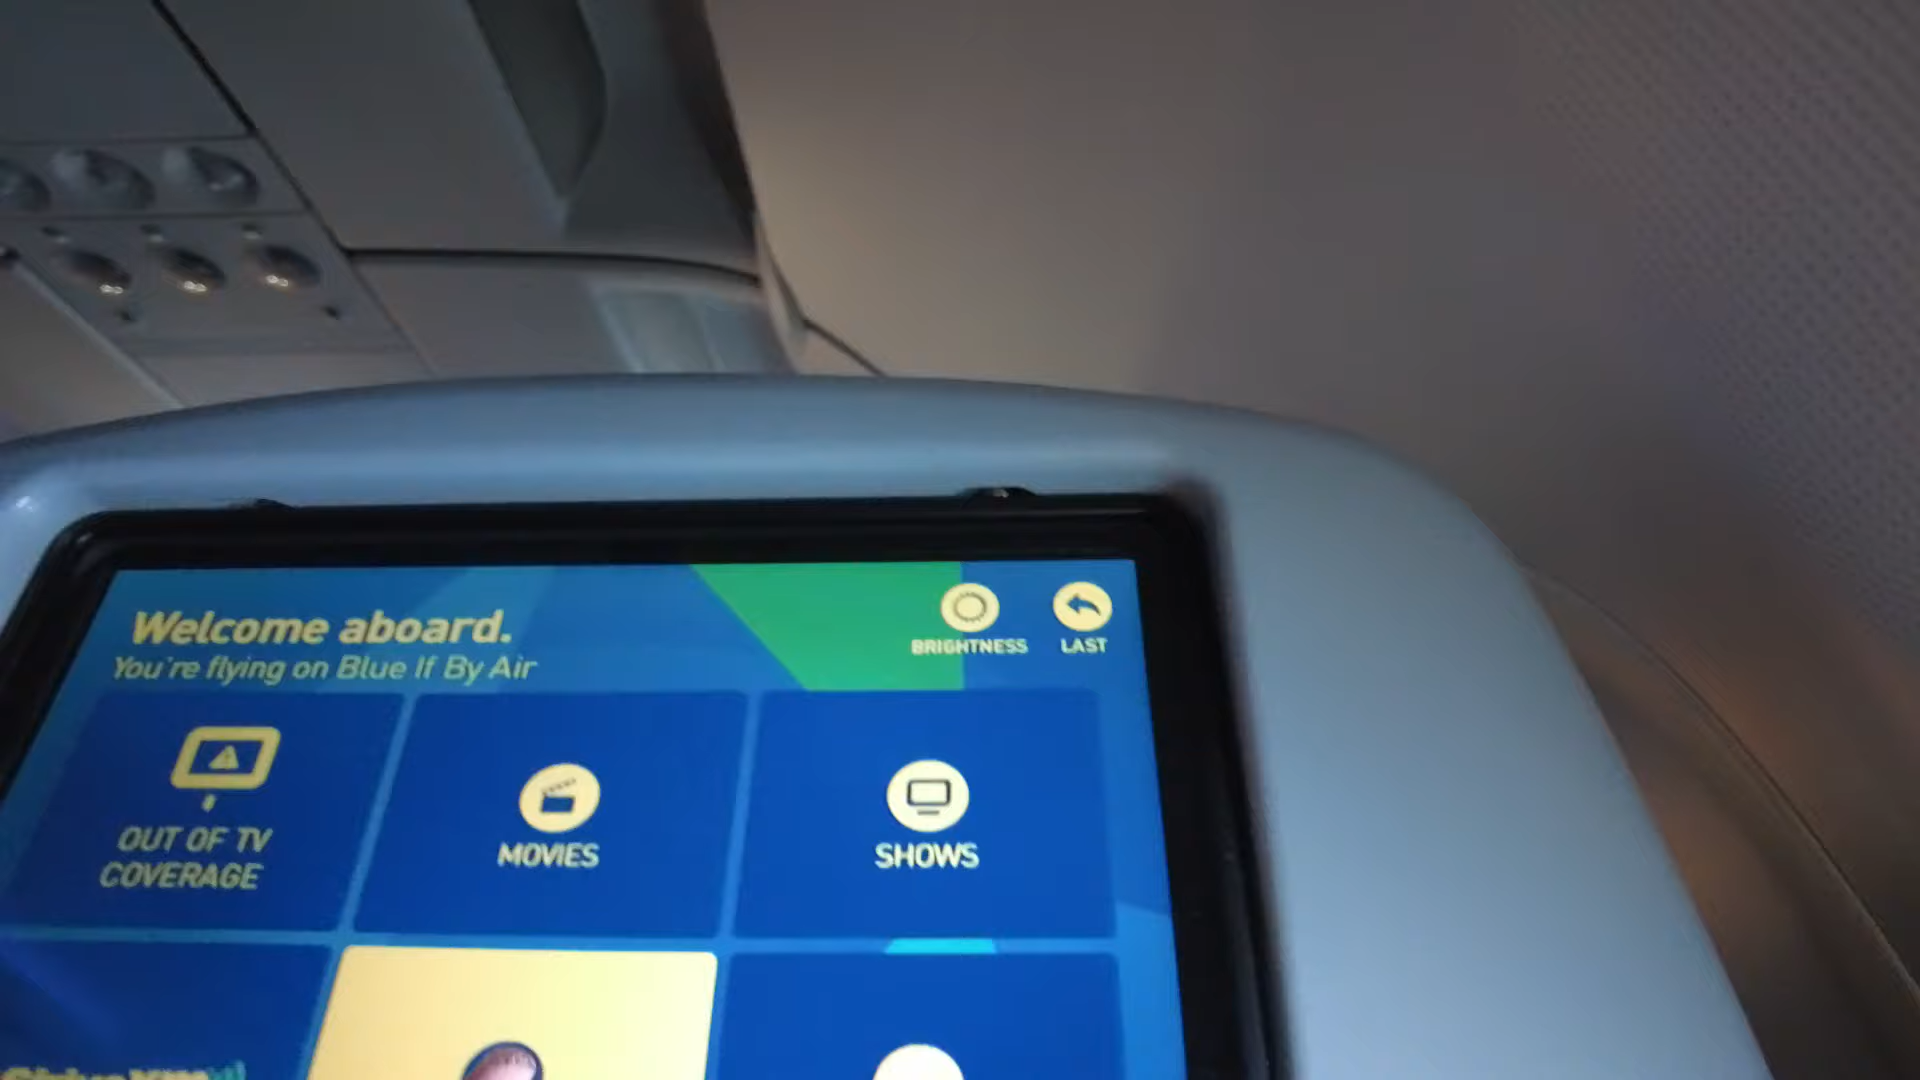 Welcome aboard.
You're flying on Blue If By Air
BRIGHTNESS
LAST
OUT OF TV
COVERAGE
MOVIES
SHOWS